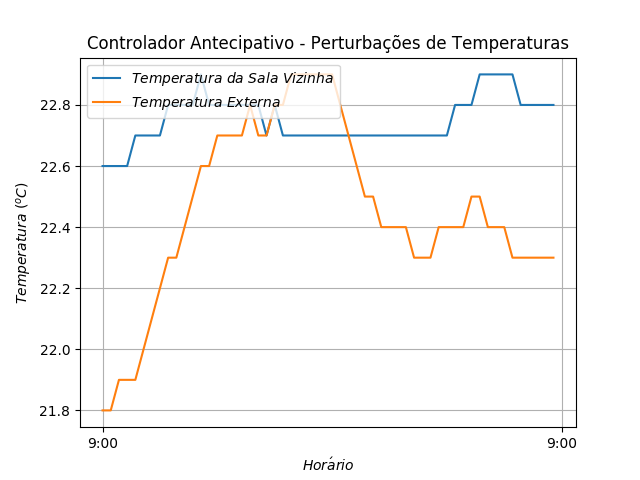 Controlador Antecipativo - Perturbações de Temperaturas
Temperatura da Sala Vizinha
Temperatura Externa
22.8
22.6
22.4
22.2
22.0
21.8
Temperatura (ºC)
9:00 9:00
Horário